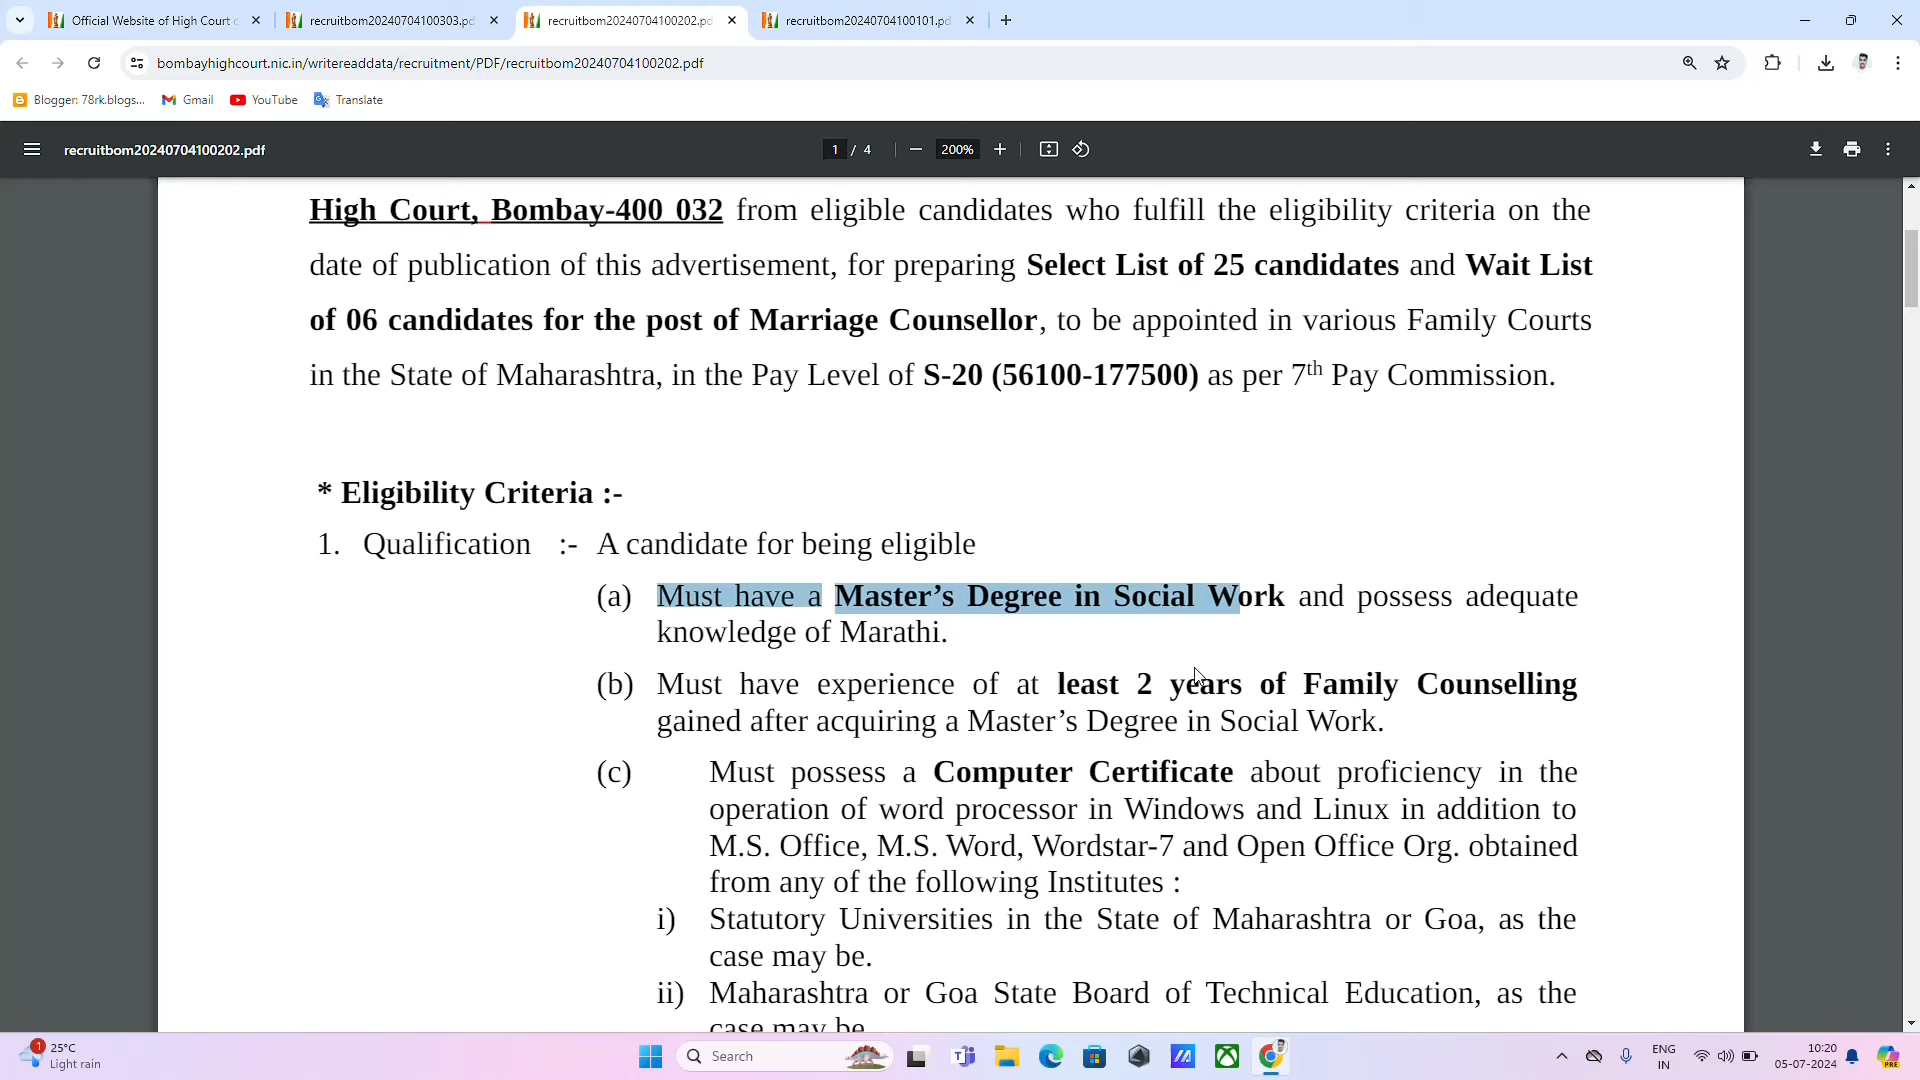 Official Website of High Court
recruitbom20240704100303.p
recruitbom20240704100202.p
recruitbom20240704100101.p
bombayhighcourt.nic.in/writereaddata/recruitment/PDF/recruitbom20240704100202.pdf
Blogger: 78rk.blogs...
Gmail
YouTube
Translate
recruitbom20240704100202.pdf
1 / 4
200%
High Court, Bombay-400 032 from eligible candidates who fulfill the eligibility criteria on the
date of publication of this advertisement, for preparing Select List of 25 candidates and Wait List
of 06 candidates for the post of Marriage Counsellor, to be appointed in various Family Courts
in the State of Maharashtra, in the Pay Level of S-20 (56100-177500) as per 7th Pay Commission.
* Eligibility Criteria :-
1. Qualification :- A candidate for being eligible
(a) Must have a Master’s Degree in Social Work and possess adequate
knowledge of Marathi.
(b) Must have experience of at least 2 years of Family Counselling
gained after acquiring a Master’s Degree in Social Work.
(c) Must possess a Computer Certificate about proficiency in the
operation of word processor in Windows and Linux in addition to
M.S. Office, M.S. Word, Wordstar-7 and Open Office Org. obtained
from any of the following Institutes :
i) Statutory Universities in the State of Maharashtra or Goa, as the
case may be.
ii) Maharashtra or Goa State Board of Technical Education, as the
case may be
1
25°C
Light rain
Search
ENG
IN
10:20
05-07-2024
PRE